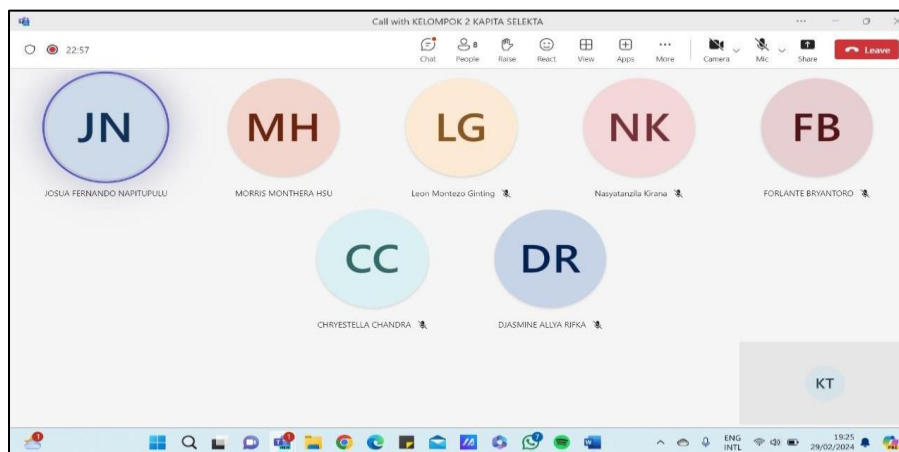 Call with KELOMPOK 2 KAPITA SELEKTA
22:57
8
Chat People Raise React View Apps More Camera Mic Share Leave
JN MH LG NK FB
JOSUA FERNANDO NAPITUPULU MORRIS MONTHERA HSU Leon Montezo Ginting Nasyatanzila Kirana FORLANTE BRYANTORO
CC DR
CHRYESTELLA CHANDRA DJASMINE ALLYA RIFKA
KT
ENG 19:25
INTL 29/02/2024